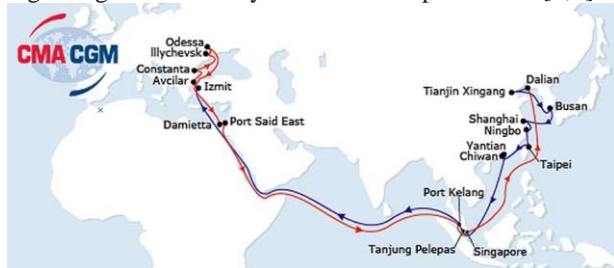 CMA CGM
Odessa
Illychevsk
Constanta
Avcilar
Izmit
Damietta
Port Said East
Dalian
Tianjin Xingang
Busan
Shanghai
Ningbo
Yantian
Chiwan
Taipei
Port Kelang
Tanjung Pelepas
Singapore